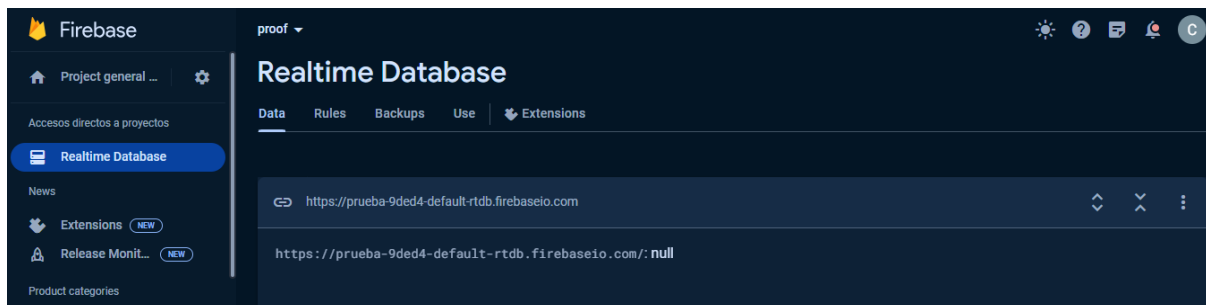 Firebase
proof
Project general ...
Realtime Database
Data Rules Backups Use Extensions
Accesos directos a proyectos
Realtime Database
News
https://prueba-9ded4-default-rtdb.firebaseio.com
Extensions NEW
Release Monit... NEW
https://prueba-9ded4-default-rtdb.firebaseio.com/: null
Product categories
C